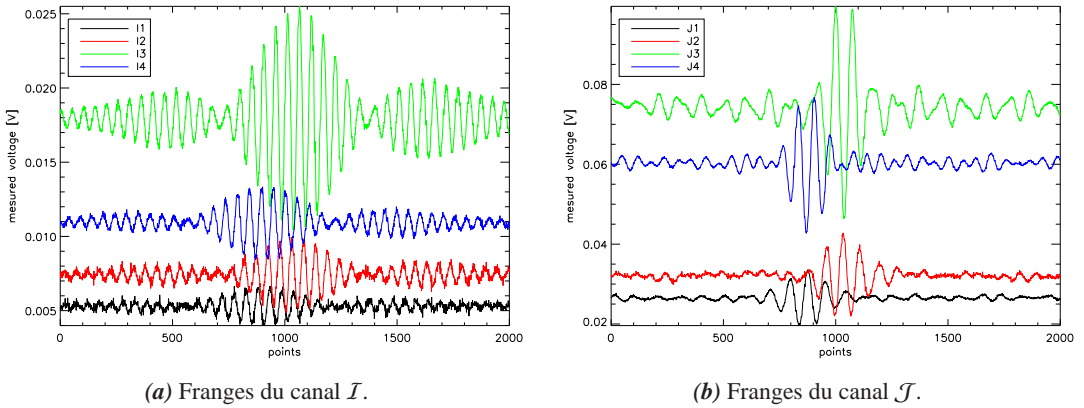 I1
I2
I3
I4
0.025
0.020
0.015
0.010
0.005
mesured voltage [V]
0
500
1000
1500
2000
points
(a) Franges du canal I.
J1
J2
J3
J4
0.08
0.06
0.04
0.02
mesured voltage [V]
0
500
1000
1500
2000
points
(b) Franges du canal J.